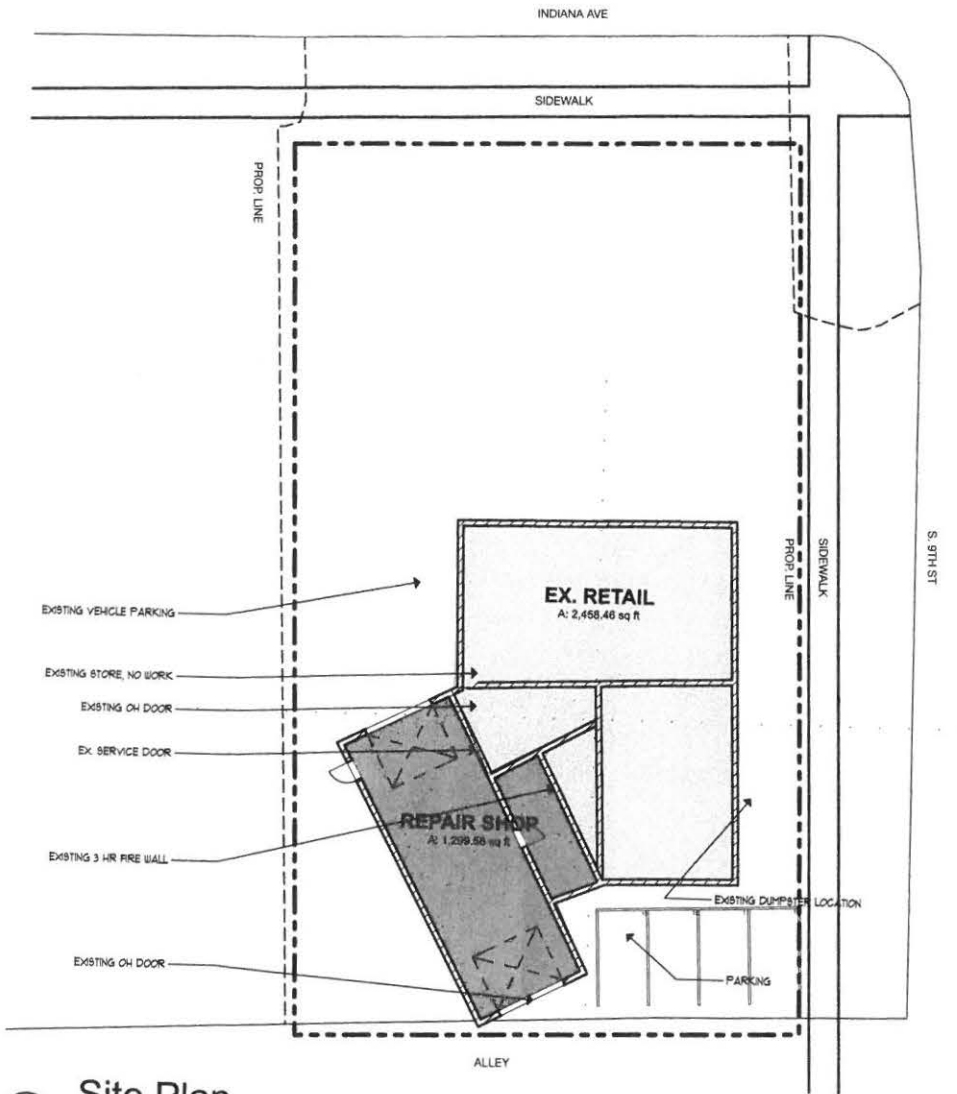 INDIANA AVE
SIDEWALK
PROP. LINE
PROP. LINE
SIDEWALK
S. 9TH ST
EX. RETAIL
A: 2,458.46 sq ft
EXISTING VEHICLE PARKING
EXISTING STORE, NO WORK
EXISTING OH DOOR
EX. SERVICE DOOR
REPAIR SHOP
A: 1,299.56 sq ft
EXISTING 3 HR FIRE WALL
EXISTING DUMPSTER LOCATION
EXISTING OH DOOR
PARKING
ALLEY
Site Plan